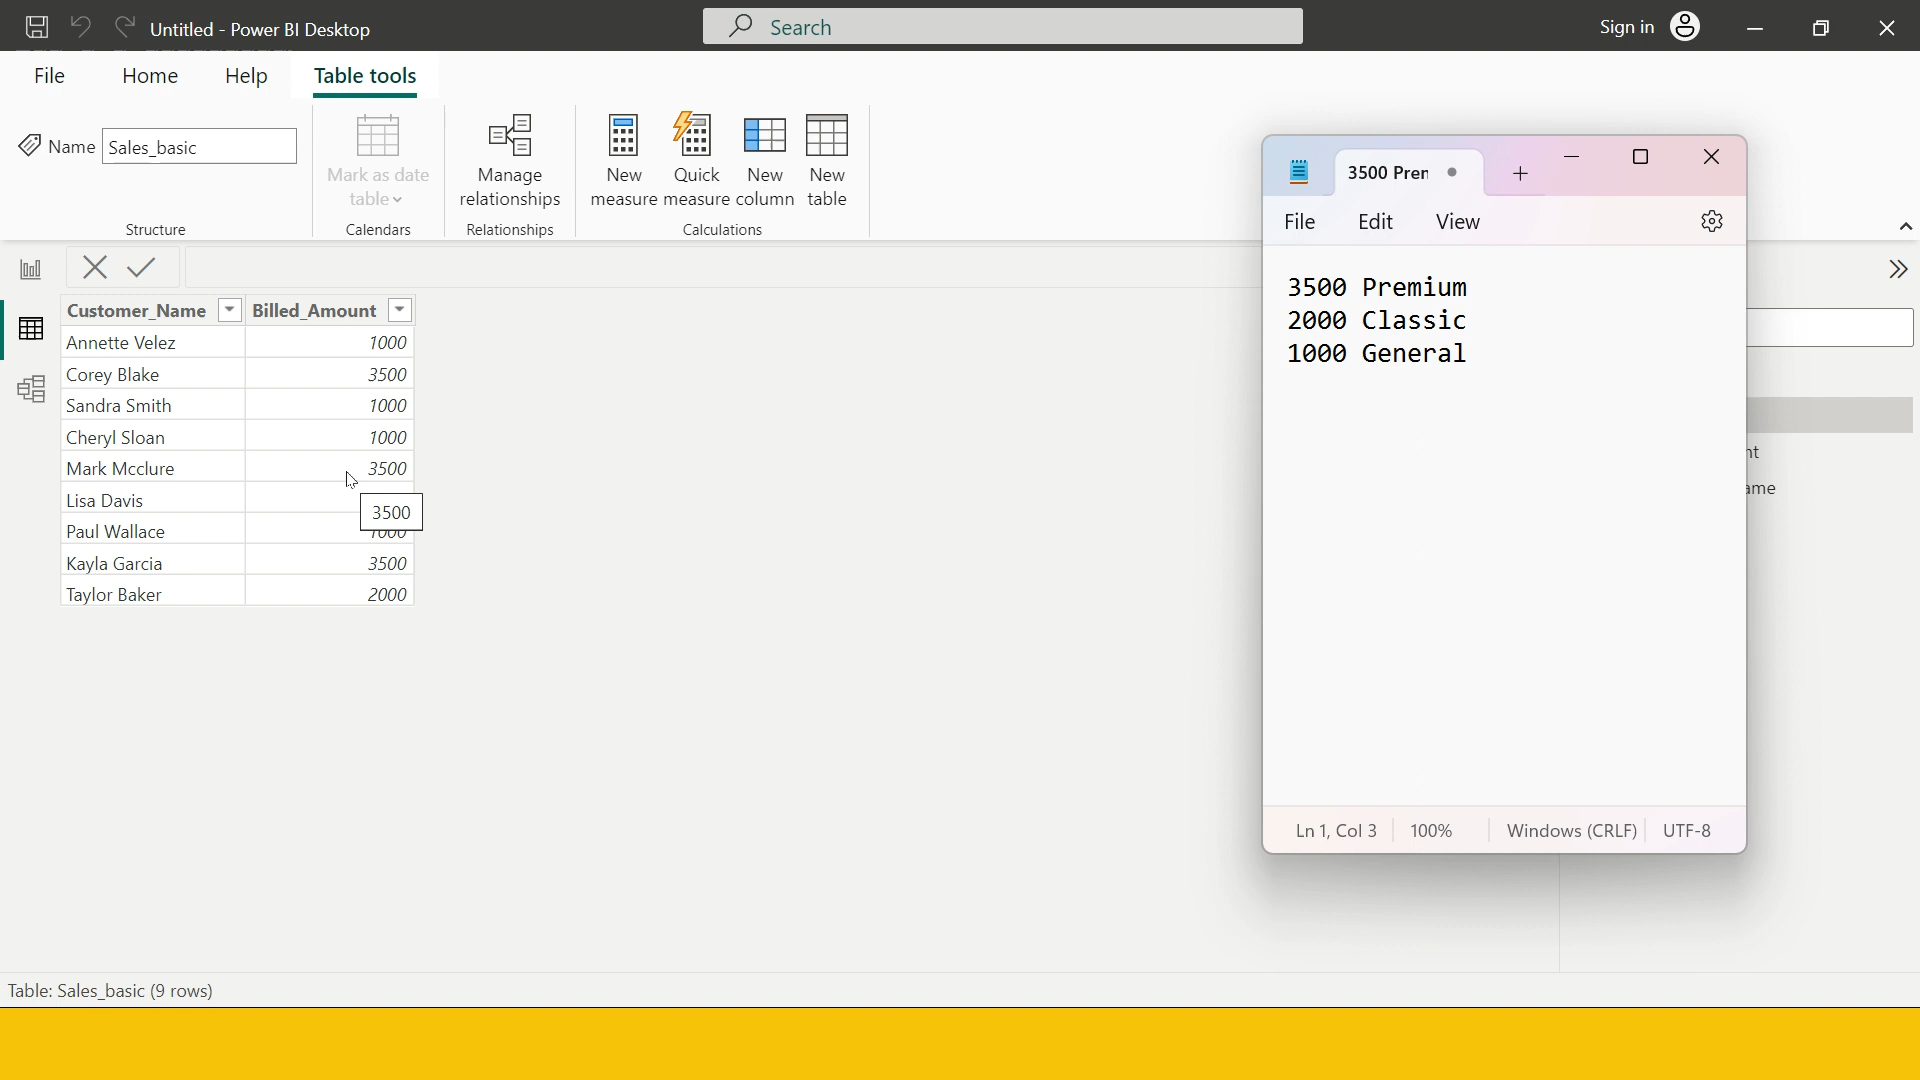 Untitled - Power BI Desktop
Search
Sign in
File Home Help Table tools
Name Sales_basic
Mark as date table
Manage relationships
New measure
Quick measure
New column
New table
Structure
Calendars
Relationships
Calculations
Customer_Name Billed_Amount
Annette Velez 1000
Corey Blake 3500
Sandra Smith 1000
Cheryl Sloan 1000
Mark Mcclure 3500
Lisa Davis
3500
Paul Wallace 1000
Kayla Garcia 3500
Taylor Baker 2000
Table: Sales_basic (9 rows)
3500 Prer
File Edit View
3500 Premium
2000 Classic
1000 General
Ln 1, Col 3 100% Windows (CRLF) UTF-8
nt
ame